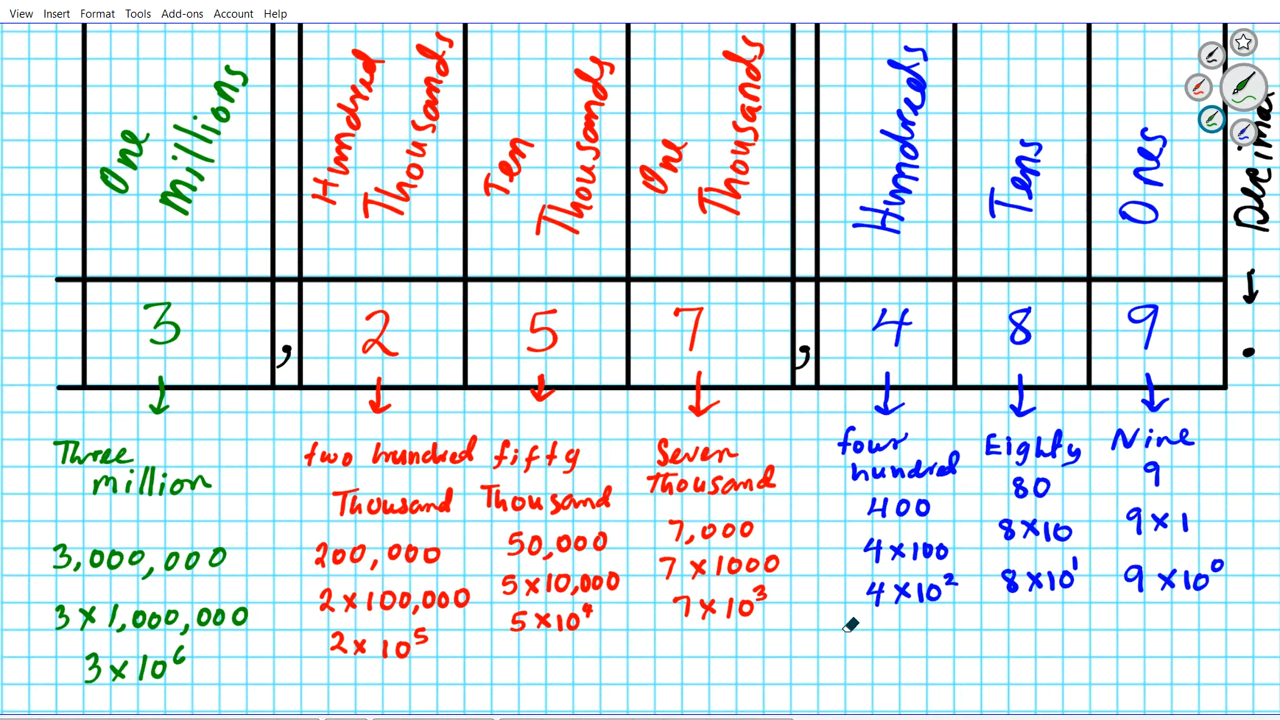 View Insert Format Tools Add-ons Account Help
One Millions
Hundred Thousands
Ten Thousands
One Thousands
Hundreds
Tens
Ones
3 , 2 5 7 , 4 8 9 .
Three
million
3,000,000
3 × 1,000,000
3 × 10⁶
two hundred
Thousand
200,000
2 × 100,000
2 × 10⁵
fifty
Thousand
50,000
5 × 10,000
5 × 10⁴
Seven
thousand
7,000
7 × 1000
7 × 10³
four
hundred
400
4 × 100
4 × 10²
Eighty
80
8 × 10
8 × 10¹
Nine
9
9 × 1
9 × 10⁰